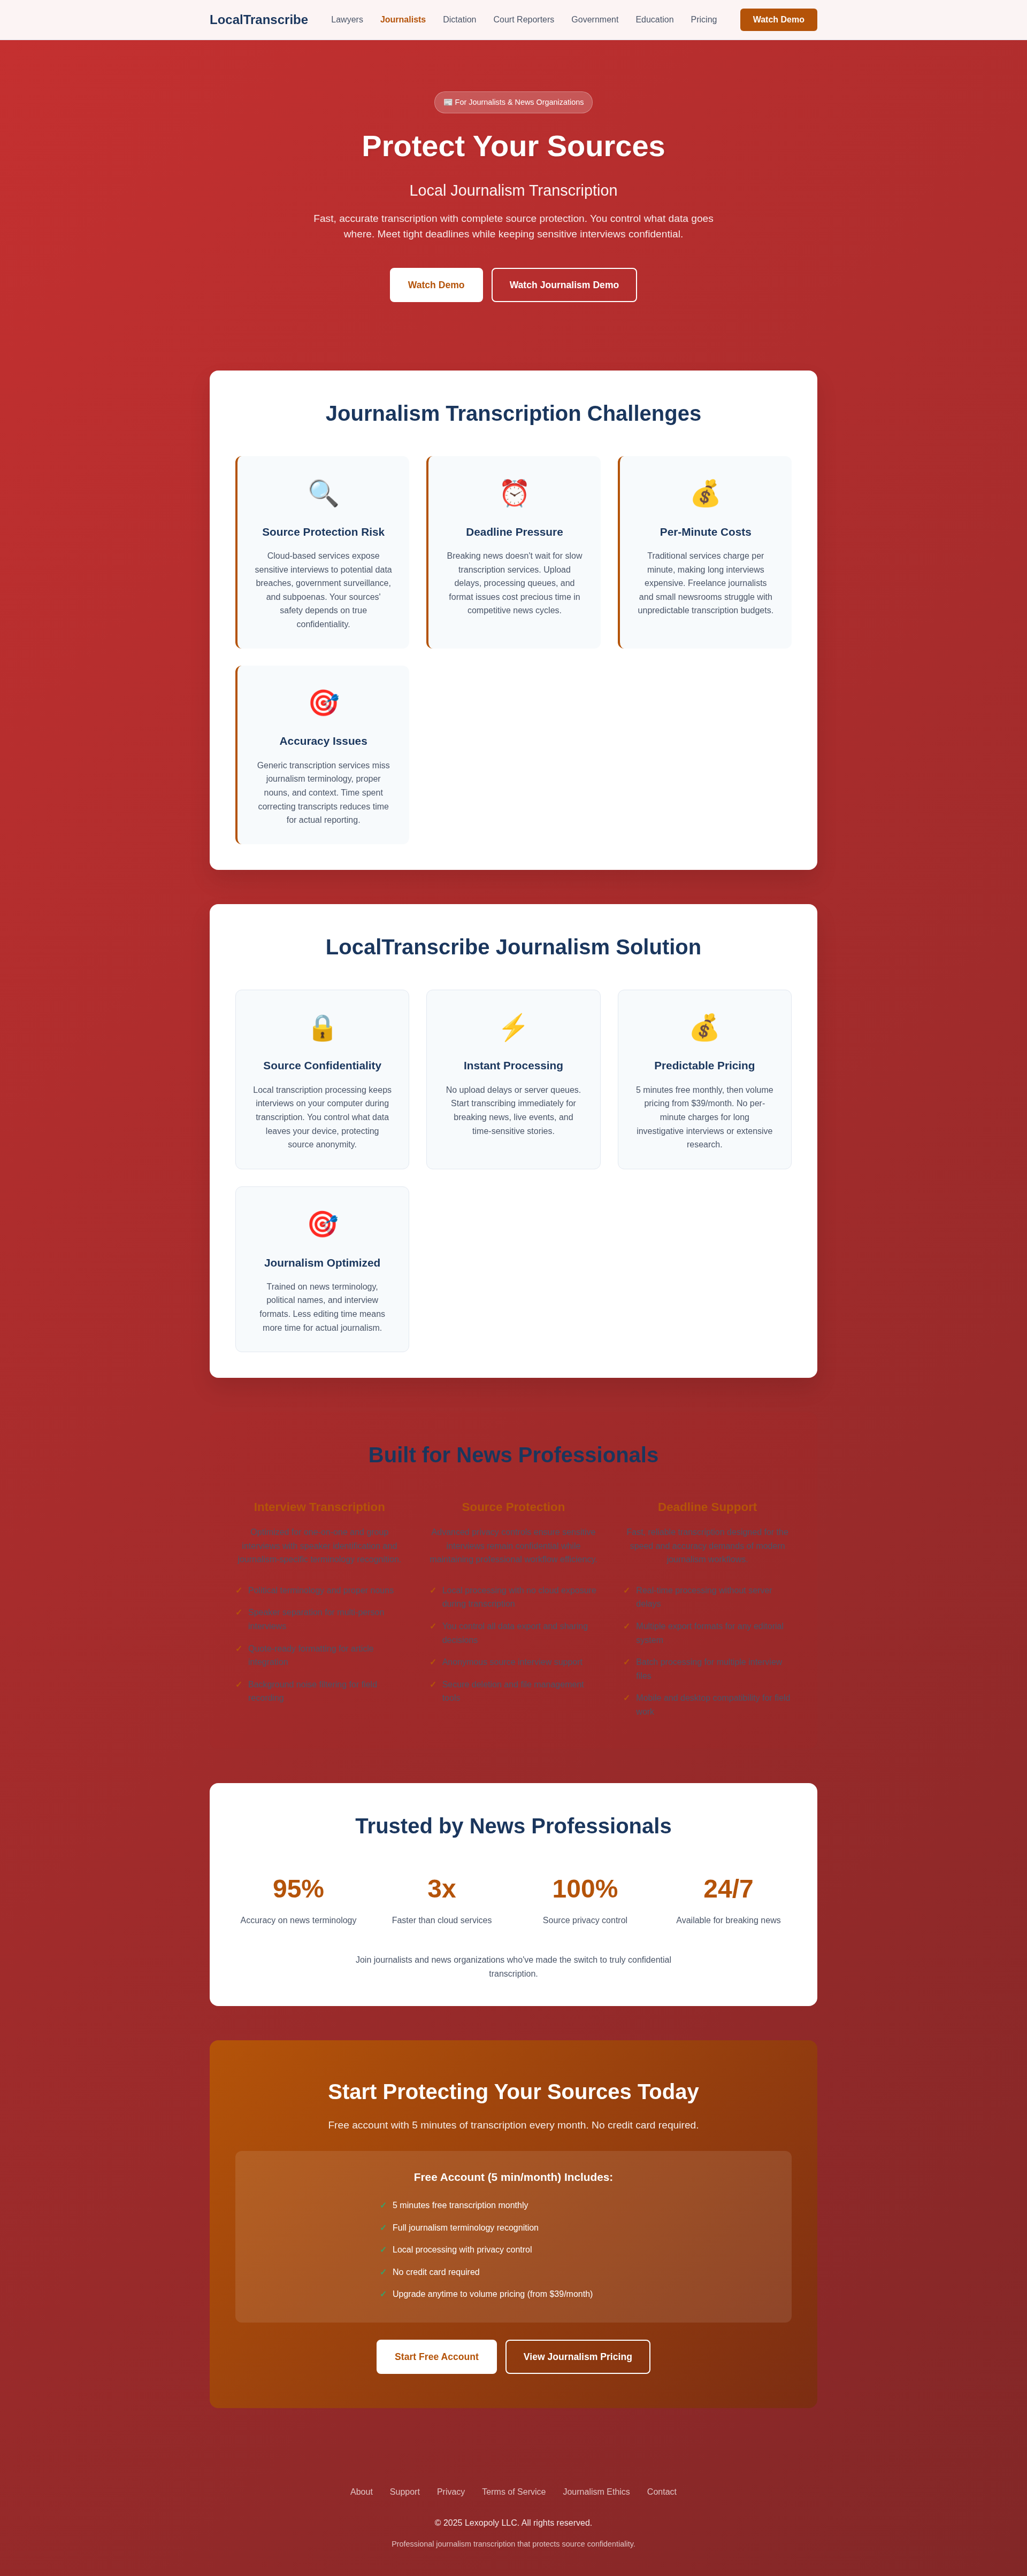 LocalTranscribe
Lawyers
Journalists
Dictation
Court Reporters
Government
Education
Pricing
Watch Demo
📰 For Journalists & News Organizations
Protect Your Sources
Local Journalism Transcription
Fast, accurate transcription with complete source protection. You control what data goes
where. Meet tight deadlines while keeping sensitive interviews confidential.
Watch Demo
Watch Journalism Demo
Journalism Transcription Challenges
Source Protection Risk
Cloud-based services expose
sensitive interviews to potential data
breaches, government surveillance,
and subpoenas. Your sources'
safety depends on true
confidentiality.
Deadline Pressure
Breaking news doesn't wait for slow
transcription services. Upload
delays, processing queues, and
format issues cost precious time in
competitive news cycles.
Per-Minute Costs
Traditional services charge per
minute, making long interviews
expensive. Freelance journalists
and small newsrooms struggle with
unpredictable transcription budgets.
Accuracy Issues
Generic transcription services miss
journalism terminology, proper
nouns, and context. Time spent
correcting transcripts reduces time
for actual reporting.
LocalTranscribe Journalism Solution
Source Confidentiality
Local transcription processing keeps
interviews on your computer during
transcription. You control what data
leaves your device, protecting
source anonymity.
Instant Processing
No upload delays or server queues.
Start transcribing immediately for
breaking news, live events, and
time-sensitive stories.
Predictable Pricing
5 minutes free monthly, then volume
pricing from $39/month. No per-
minute charges for long
investigative interviews or extensive
research.
Journalism Optimized
Trained on news terminology,
political names, and interview
formats. Less editing time means
more time for actual journalism.
Built for News Professionals
Interview Transcription
Source Protection
Deadline Support
Trusted by News Professionals
95%
Accuracy on news terminology
3x
Faster than cloud services
100%
Source privacy control
24/7
Available for breaking news
Join journalists and news organizations who've made the switch to truly confidential
transcription.
Start Protecting Your Sources Today
Free account with 5 minutes of transcription every month. No credit card required.
Free Account (5 min/month) Includes:
✓ 5 minutes free transcription monthly
✓ Full journalism terminology recognition
✓ Local processing with privacy control
✓ No credit card required
✓ Upgrade anytime to volume pricing (from $39/month)
Start Free Account
View Journalism Pricing
About
Support
Privacy
Terms of Service
Journalism Ethics
Contact
© 2025 Lexopoly LLC. All rights reserved.
Professional journalism transcription that protects source confidentiality.